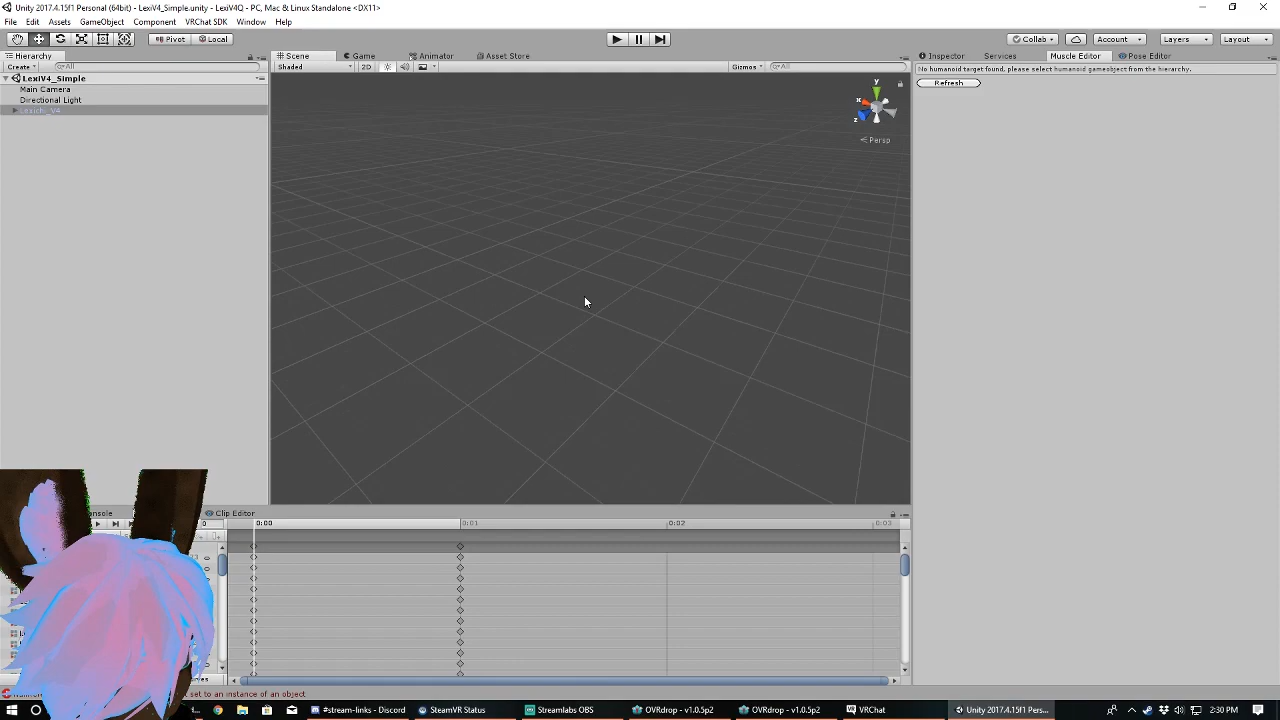 Unity 2017.4.15f1 Personal (64bit) - LexiV4_Simple.unity - LexiV4Q - PC, Mac & Linux Standalone <DX11>
File Edit Assets GameObject Component VRChat SDK Window Help
Pivot Local Collab Account Layers Layout
Hierarchy Scene Game Animator Asset Store Inspector Services Muscle Editor Pose Editor
Create All Shaded 2D Gizmos All No humanoid target found, please select humanoid gameobject from the hierarchy.
LexiV4_Simple Refresh
Main Camera
Directional Light
y
x
z
Persp
onsole Clip Editor
0 0:00 0:01 0:02 0:03
set to an instance of an object
#stream-links - Discord SteamVR Status Streamlabs OBS OVRdrop - v1.0.5p2 OVRdrop - v1.0.5p2 VRChat Unity 2017.4.15f1 Pers... 2:30 PM